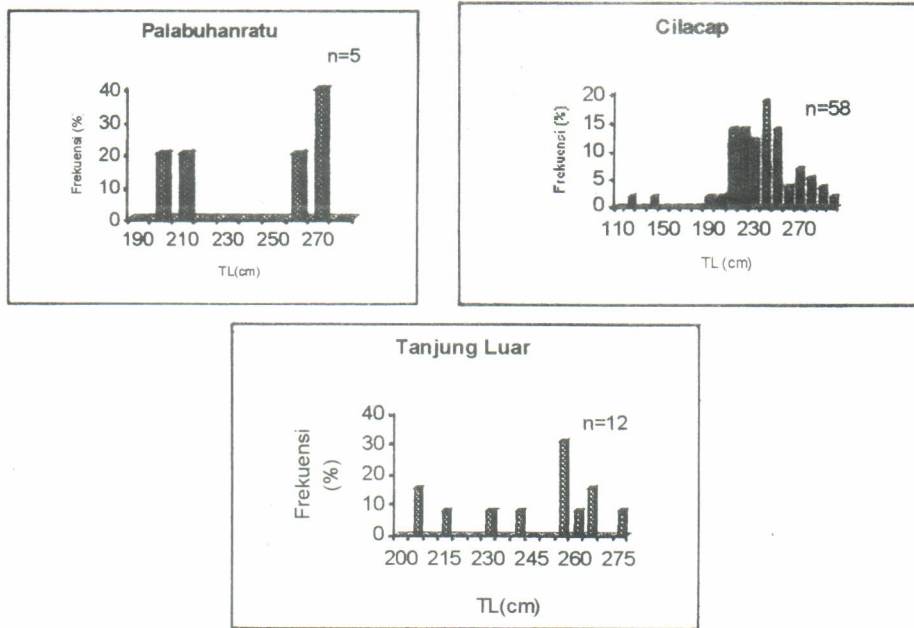 Palabuhanratu
n=5
Frekuensi (%)
40
30
20
10
0
190 210 230 250 270
TL(cm)
Cilacap
n=58
Frekuensi (%)
20
15
10
5
0
110 150 190 230 270
TL (cm)
Tanjung Luar
n=12
Frekuensi
(%)
40
30
20
10
0
200 215 230 245 260 275
TL(cm)